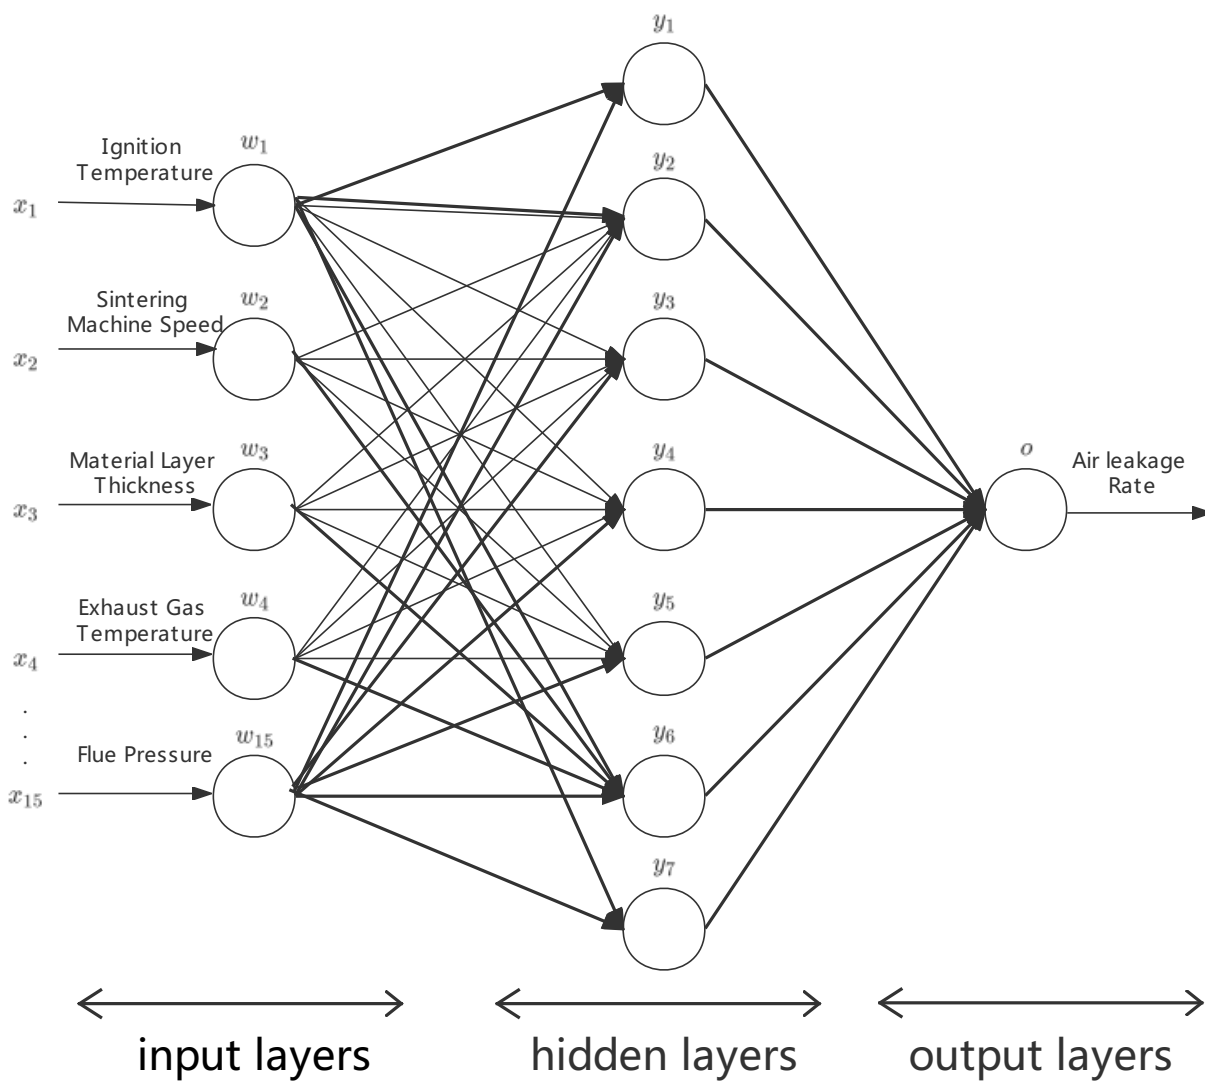 y₁
Ignition
Temperature
w₁
y₂
x₁
Sintering
Machine Speed
w₂
y₃
x₂
Material Layer
Thickness
w₃
y₄
o
Air leakage
Rate
x₃
Exhaust Gas
Temperature
w₄
y₅
x₄
.
.
.
Flue Pressure
w₁₅
y₆
x₁₅
y₇
input layers
hidden layers
output layers